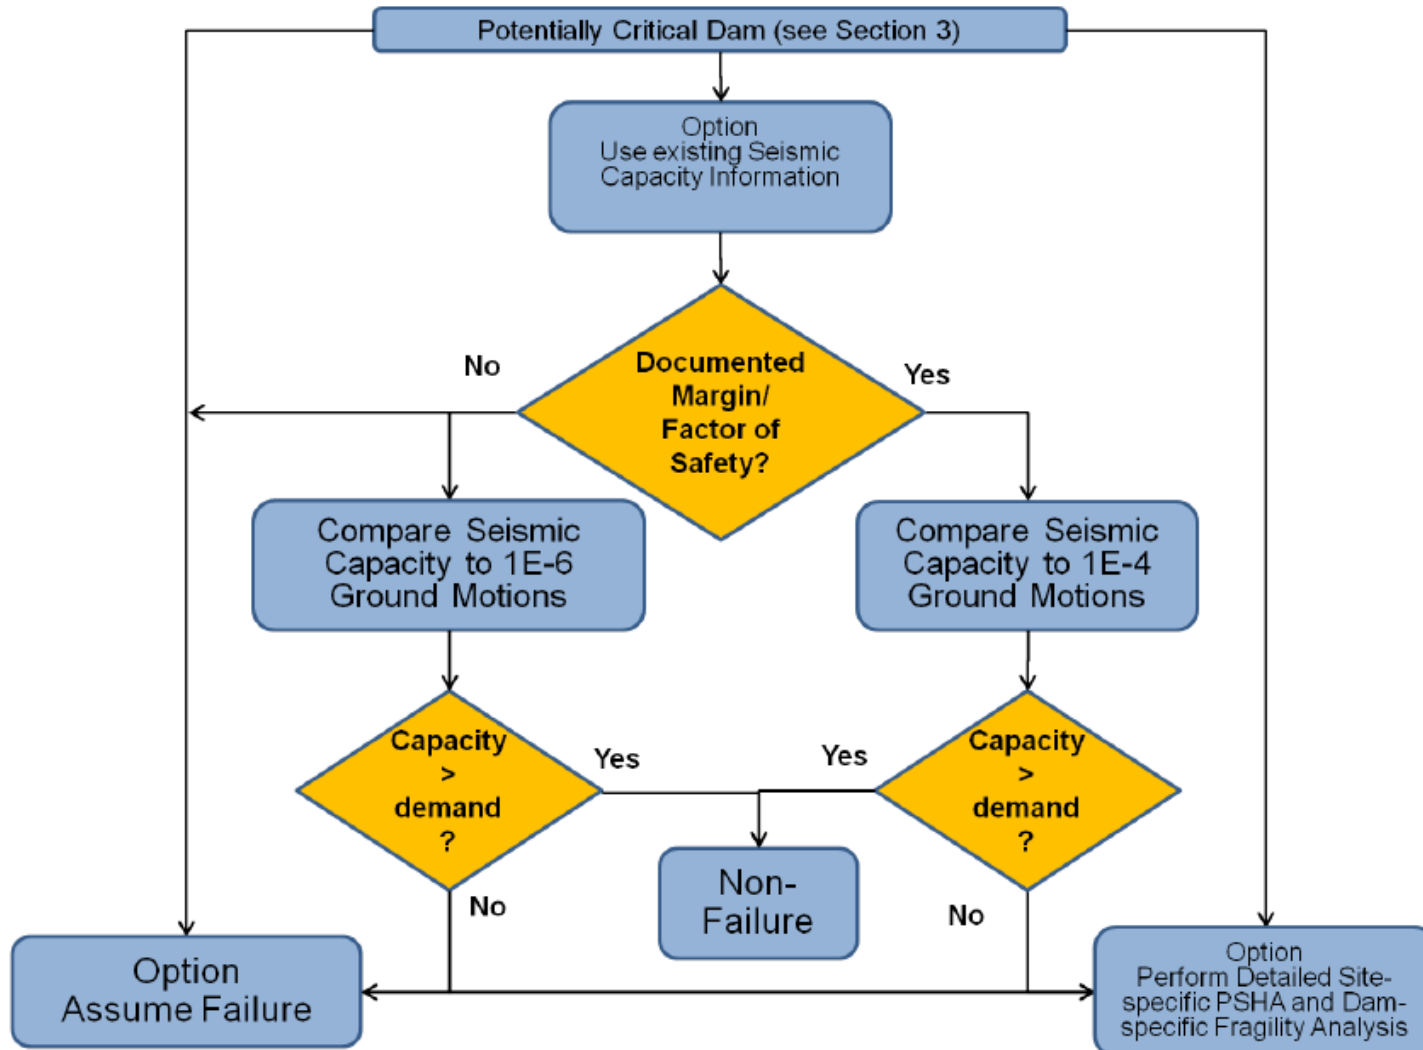 Potentially Critical Dam (see Section 3)
Option
Use existing Seismic
Capacity Information
No
Documented
Margin/
Factor of
Safety?
Yes
Compare Seismic
Capacity to 1E-6
Ground Motions
Compare Seismic
Capacity to 1E-4
Ground Motions
Capacity
>
demand
?
Yes
Yes
Capacity
>
demand
?
No
Non-
Failure
No
Option
Assume Failure
Option
Perform Detailed Site-
specific PSHA and Dam-
specific Fragility Analysis